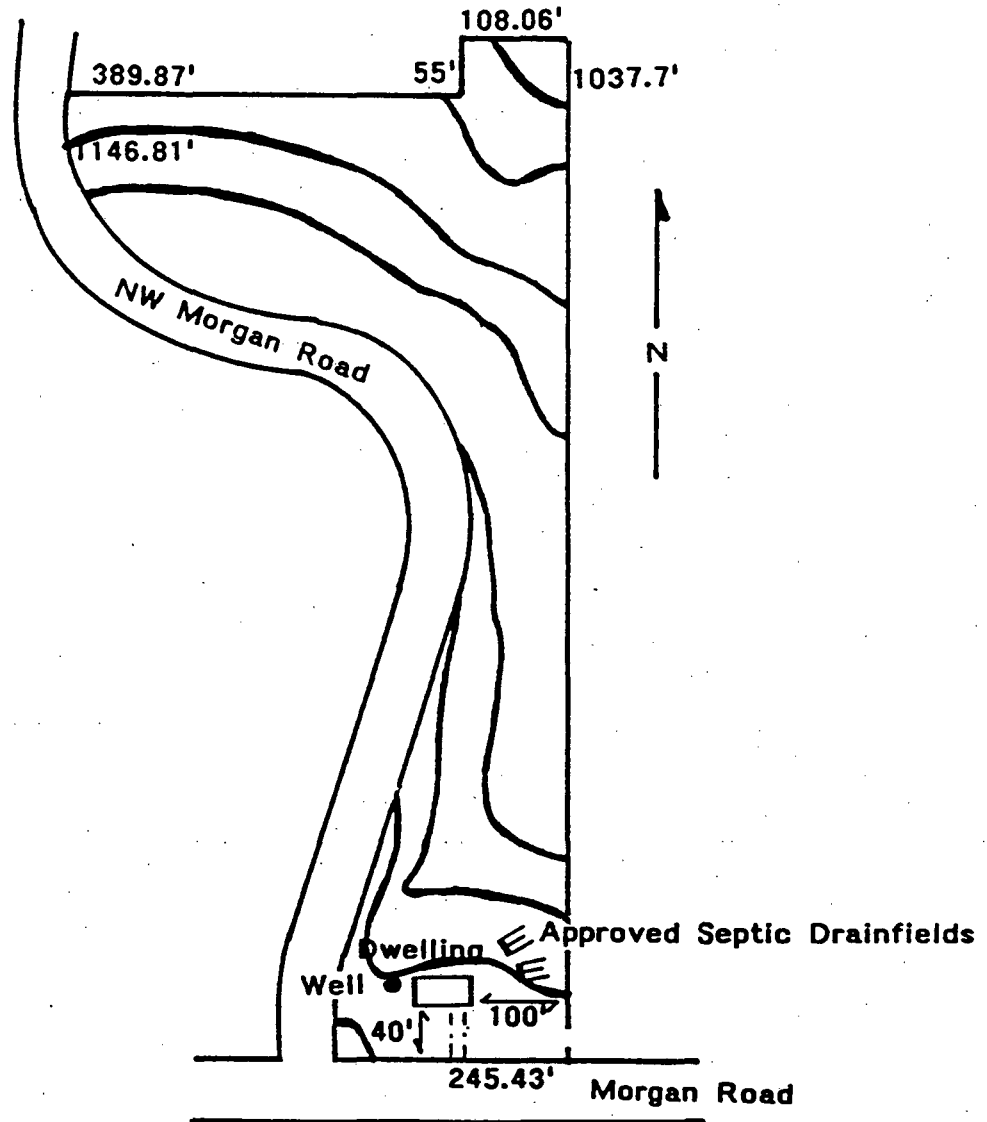 108.06'
389.87'
55'
1037.7'
1146.81'
N
NW Morgan Road
Approved Septic Drainfields
Dwelling
Well
100'
40'
245.43'
Morgan Road